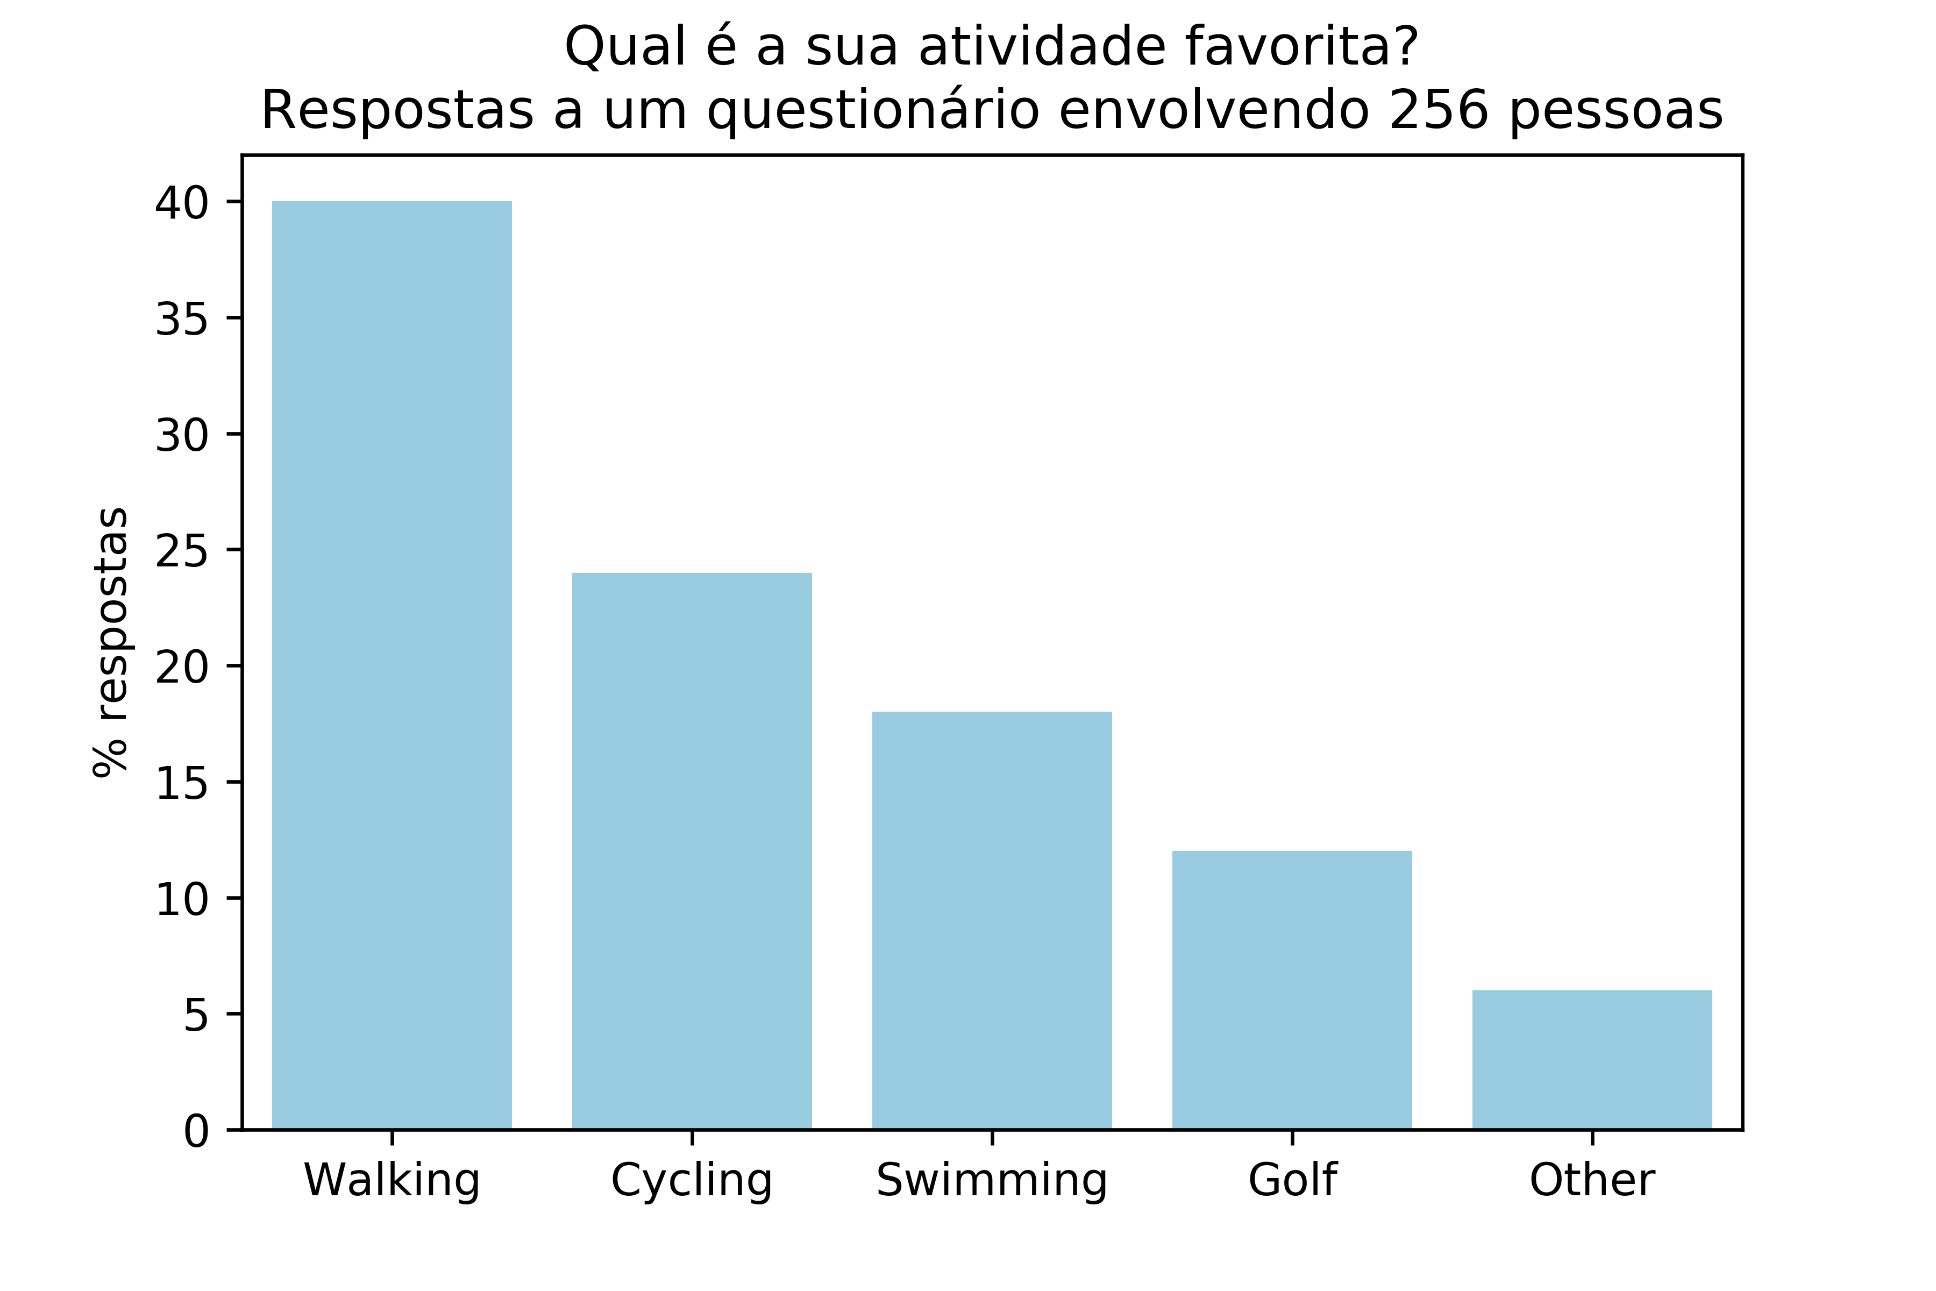 Qual é a sua atividade favorita?
Respostas a um questionário envolvendo 256 pessoas
% respostas
40
35
30
25
20
15
10
5
0
Walking Cycling Swimming Golf Other